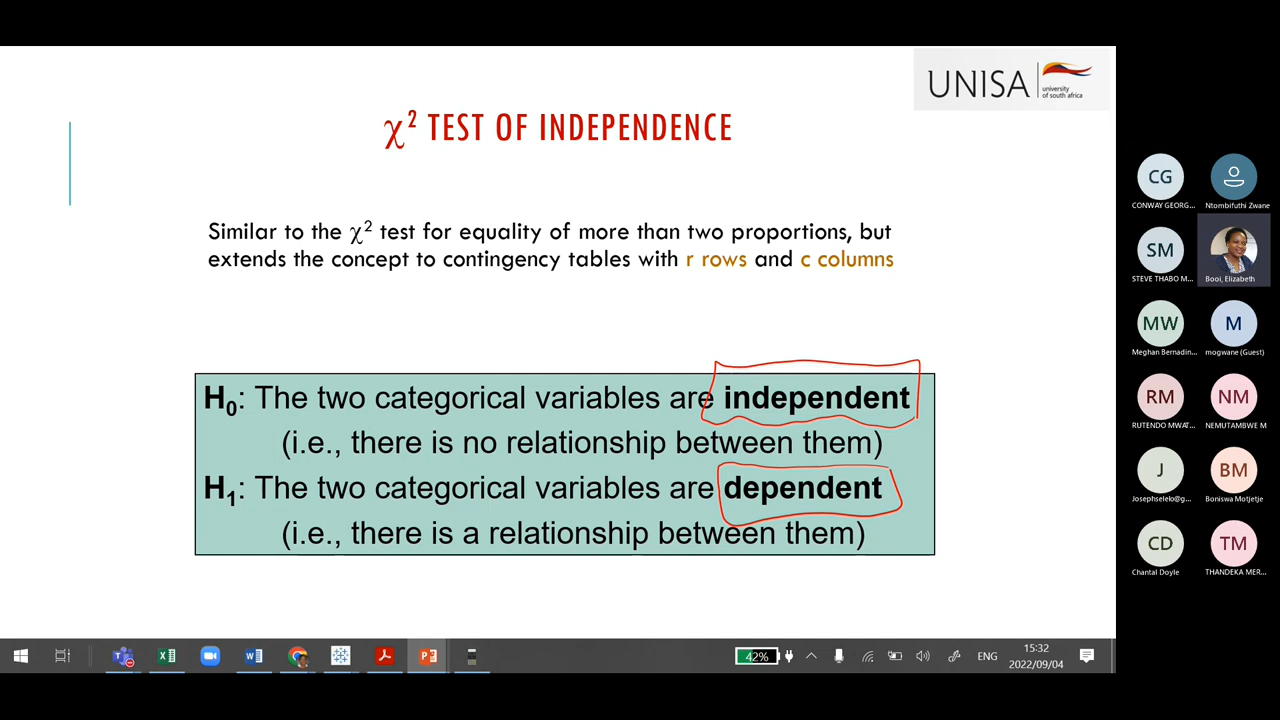 UNISA
university
of south africa
χ² TEST OF INDEPENDENCE
Similar to the χ² test for equality of more than two proportions, but
extends the concept to contingency tables with r rows and c columns
H₀: The two categorical variables are independent
(i.e., there is no relationship between them)
H₁: The two categorical variables are dependent
(i.e., there is a relationship between them)
CG
CONWAY GEORG...
Ntombifuthi Zwane
SM
STEVE THABO M...
Booi, Elizabeth
MW
Meghan Bernadin...
M
mogwane (Guest)
RM
RUTENDO MWAT...
NM
NEMUTAMBWE M
J
Josephselelo@g...
BM
Boniswa Motjetje
CD
Chantal Doyle
TM
THANDEKA MER...
42%
ENG
15:32
2022/09/04